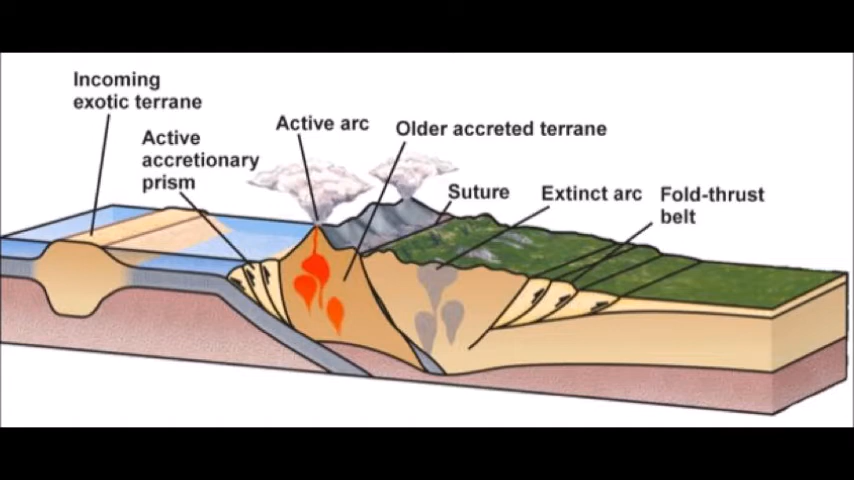 Incoming
exotic terrane
Active
accretionary
prism
Active arc
Older accreted terrane
Suture
Extinct arc
Fold-thrust
belt